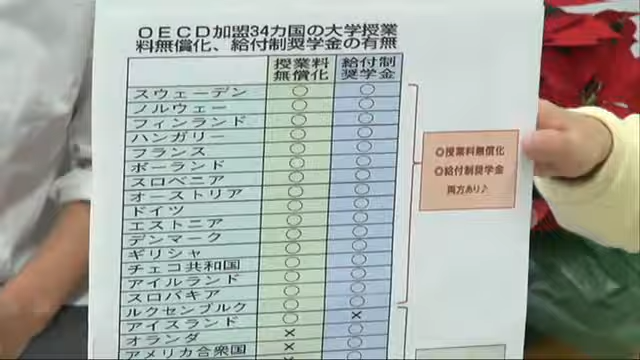 OECD加盟34カ国の大学授業
料無償化、給付制奨学金の有無
授業料無償化 給付制奨学金
スウェーデン ○ ○
ノルウェー ○ ○
フィンランド ○ ○
ハンガリー ○ ○
フランス ○ ○
ポーランド ○ ○
スロベニア ○ ○
オーストリア ○ ○
ドイツ ○ ○
エストニア ○ ○
デンマーク ○ ○
ギリシャ ○ ○
チェコ共和国 ○ ○
アイルランド ○ ○
スロバキア ○ ○
ルクセンブルク ○ ○
アイスランド ○ ×
オランダ × ○
アメリカ合衆国 × ○
◎授業料無償化
◎給付制奨学金
両方あり♪